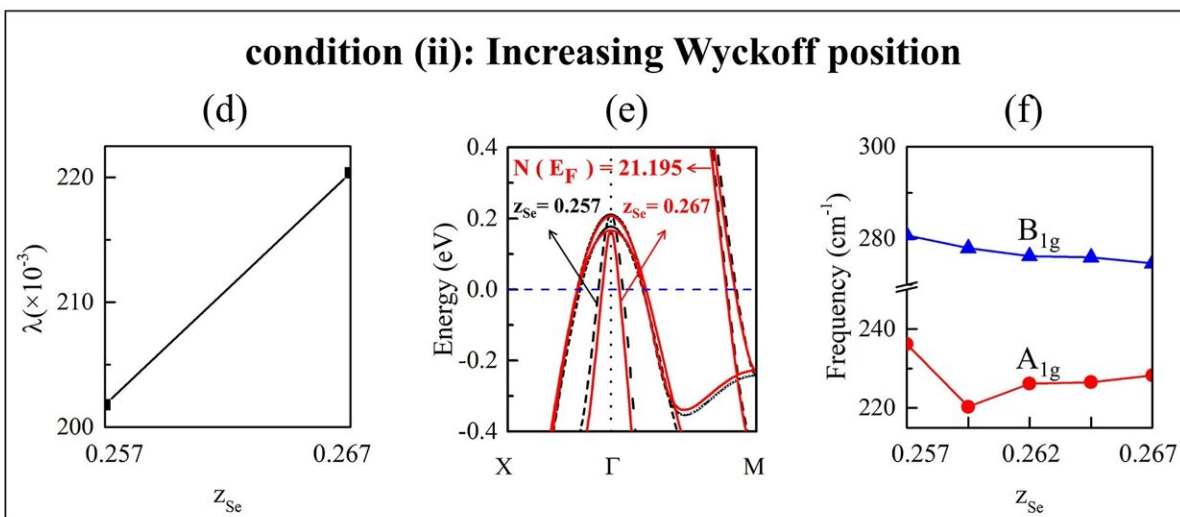 condition (ii): Increasing Wyckoff position
(d)
220
210
200
λ(×10⁻³)
0.257
0.267
z_Se
(e)
0.4
0.2
0.0
-0.2
-0.4
Energy (eV)
N ( E_F ) = 21.195
z_Se= 0.257
z_Se= 0.267
X
Γ
M
(f)
300
280
240
220
Frequency (cm⁻¹)
B_1g
A_1g
0.257
0.262
0.267
z_Se